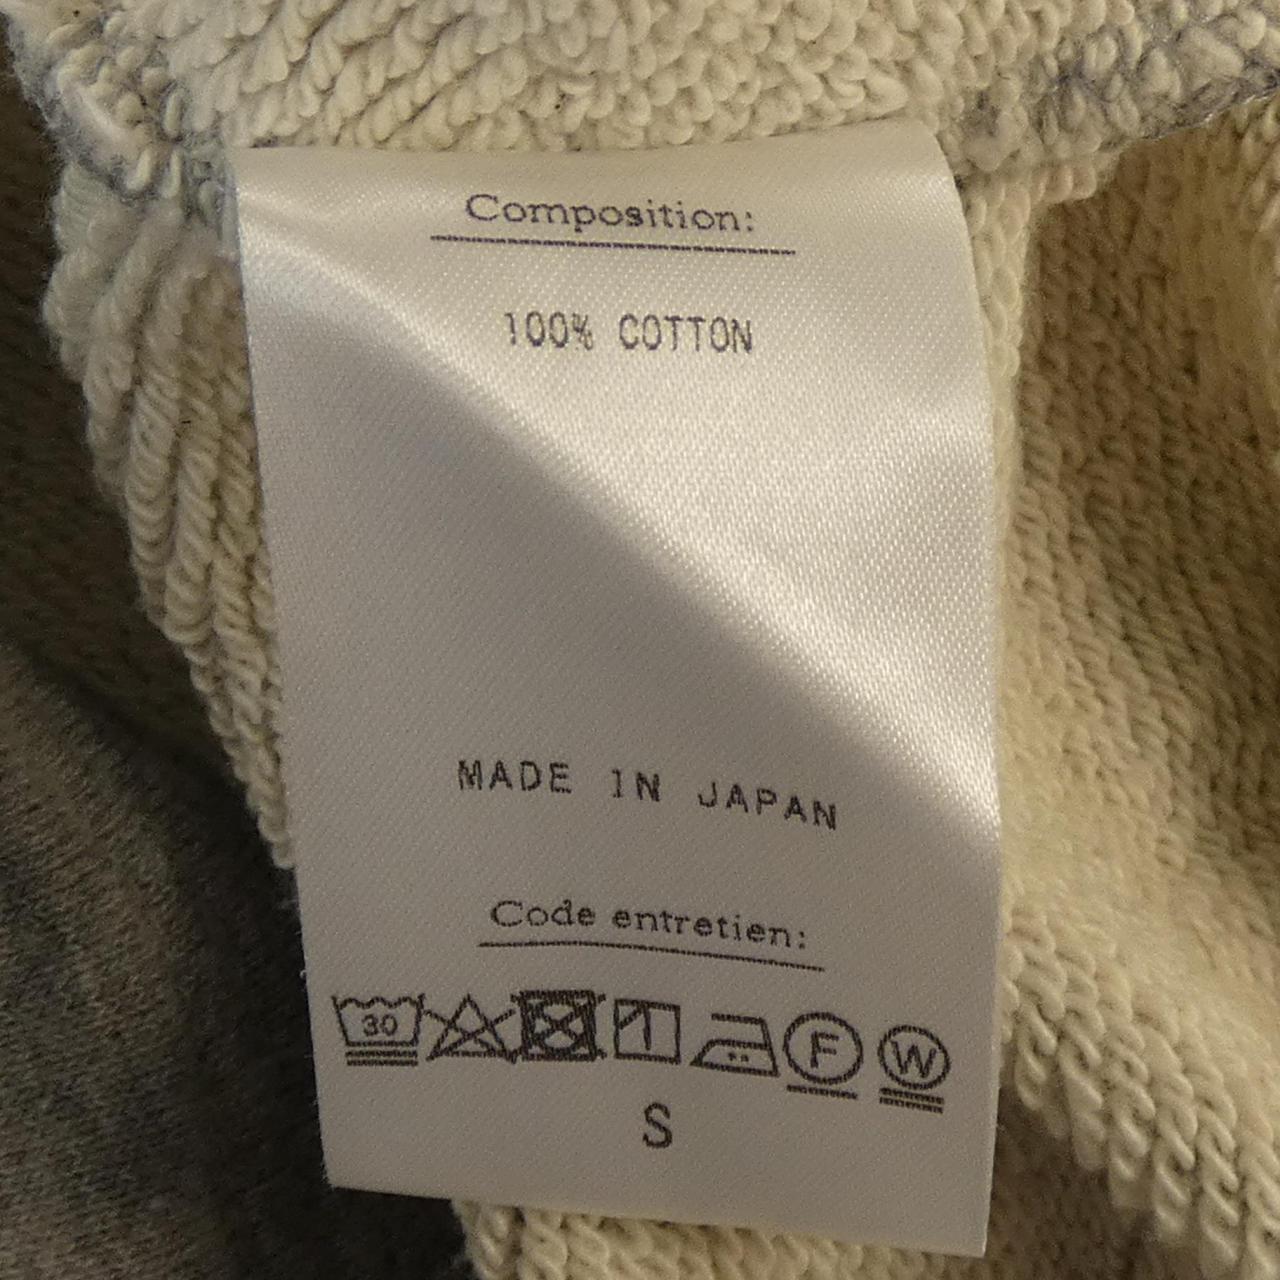 Composition:
100% COTTON
MADE IN JAPAN
Code entretien:
30 F W
S